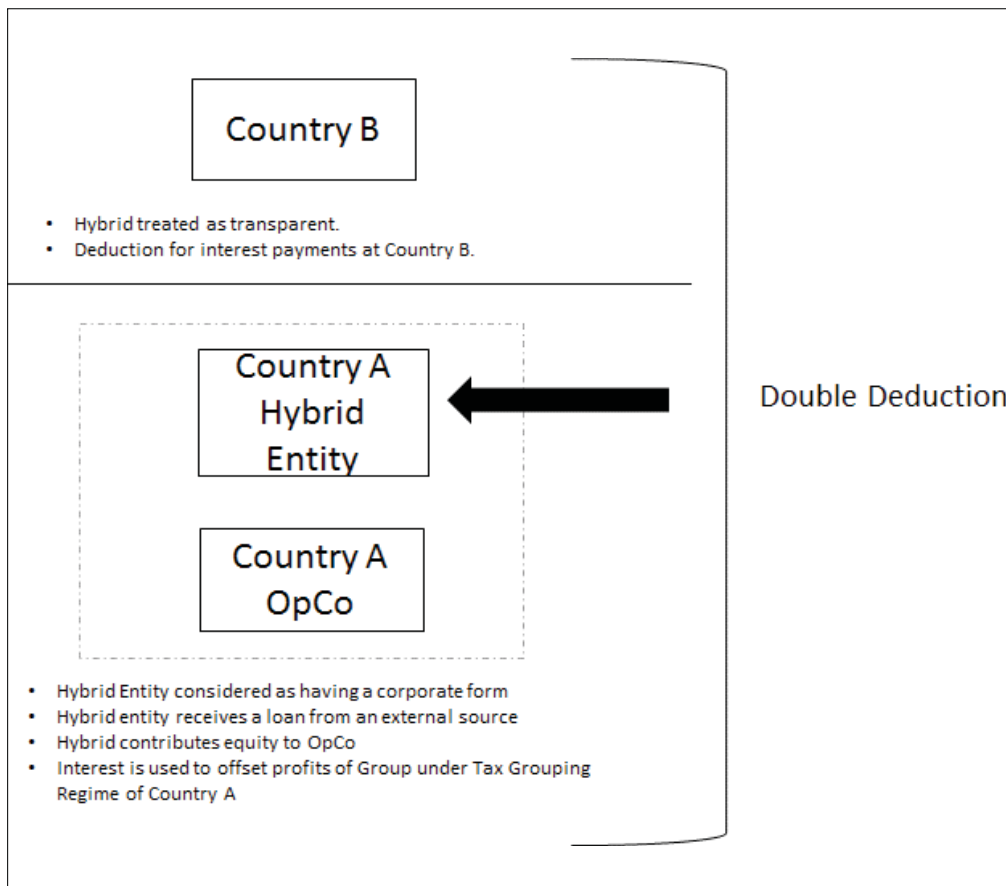 Country B
• Hybrid treated as transparent.
• Deduction for interest payments at Country B.
Country A
Hybrid
Entity
Double Deduction
Country A
OpCo
• Hybrid Entity considered as having a corporate form
• Hybrid entity receives a loan from an external source
• Hybrid contributes equity to OpCo
• Interest is used to offset profits of Group under Tax Grouping
Regime of Country A